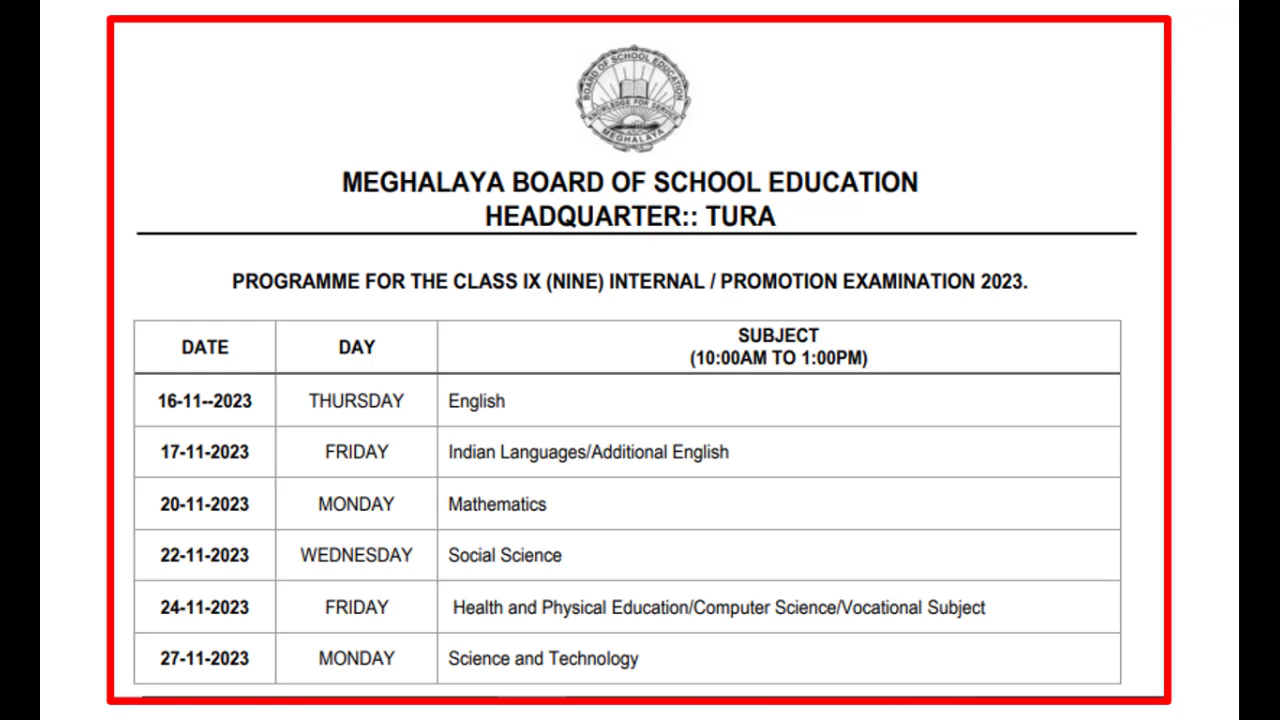 BOARD OF SCHOOL EDUCATION
KNOWLEDGE FOR SERVICE
MEGHALAYA
MEGHALAYA BOARD OF SCHOOL EDUCATION
HEADQUARTER:: TURA
PROGRAMME FOR THE CLASS IX (NINE) INTERNAL / PROMOTION EXAMINATION 2023.
DATE DAY SUBJECT
(10:00AM TO 1:00PM)
16-11--2023 THURSDAY English
17-11-2023 FRIDAY Indian Languages/Additional English
20-11-2023 MONDAY Mathematics
22-11-2023 WEDNESDAY Social Science
24-11-2023 FRIDAY Health and Physical Education/Computer Science/Vocational Subject
27-11-2023 MONDAY Science and Technology